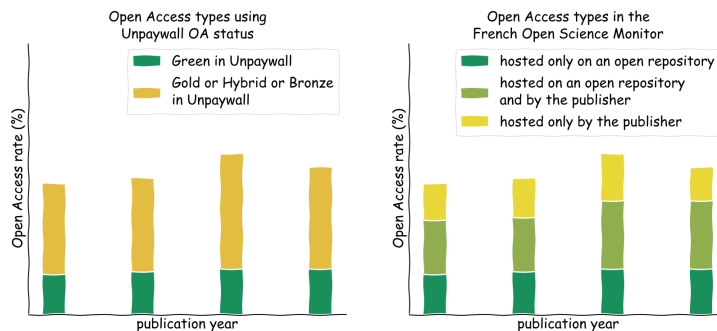 Open Access types using
Unpaywall OA status
Green in Unpaywall
Gold or Hybrid or Bronze
in Unpaywall
Open Access rate (%)
publication year
Open Access types in the
French Open Science Monitor
hosted only on an open repository
hosted on an open repository
and by the publisher
hosted only by the publisher
Open Access rate (%)
publication year